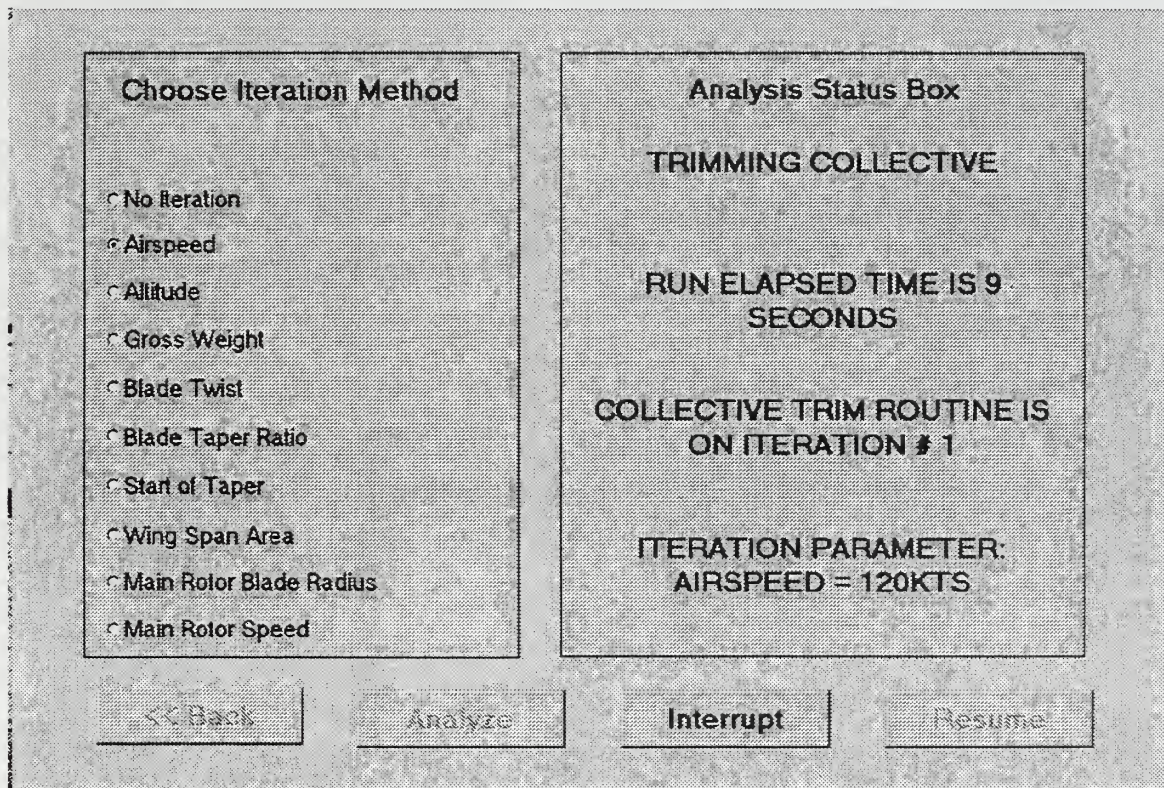 Choose Iteration Method
No Iteration
Airspeed
Altitude
Gross Weight
Blade Twist
Blade Taper Ratio
Start of Taper
Wing Span Area
Main Rotor Blade Radius
Main Rotor Speed
Analysis Status Box
TRIMMING COLLECTIVE
RUN ELAPSED TIME IS 9
SECONDS
COLLECTIVE TRIM ROUTINE IS
ON ITERATION # 1
ITERATION PARAMETER:
AIRSPEED = 120KTS
<< Back
Analyze
Interrupt
Resume